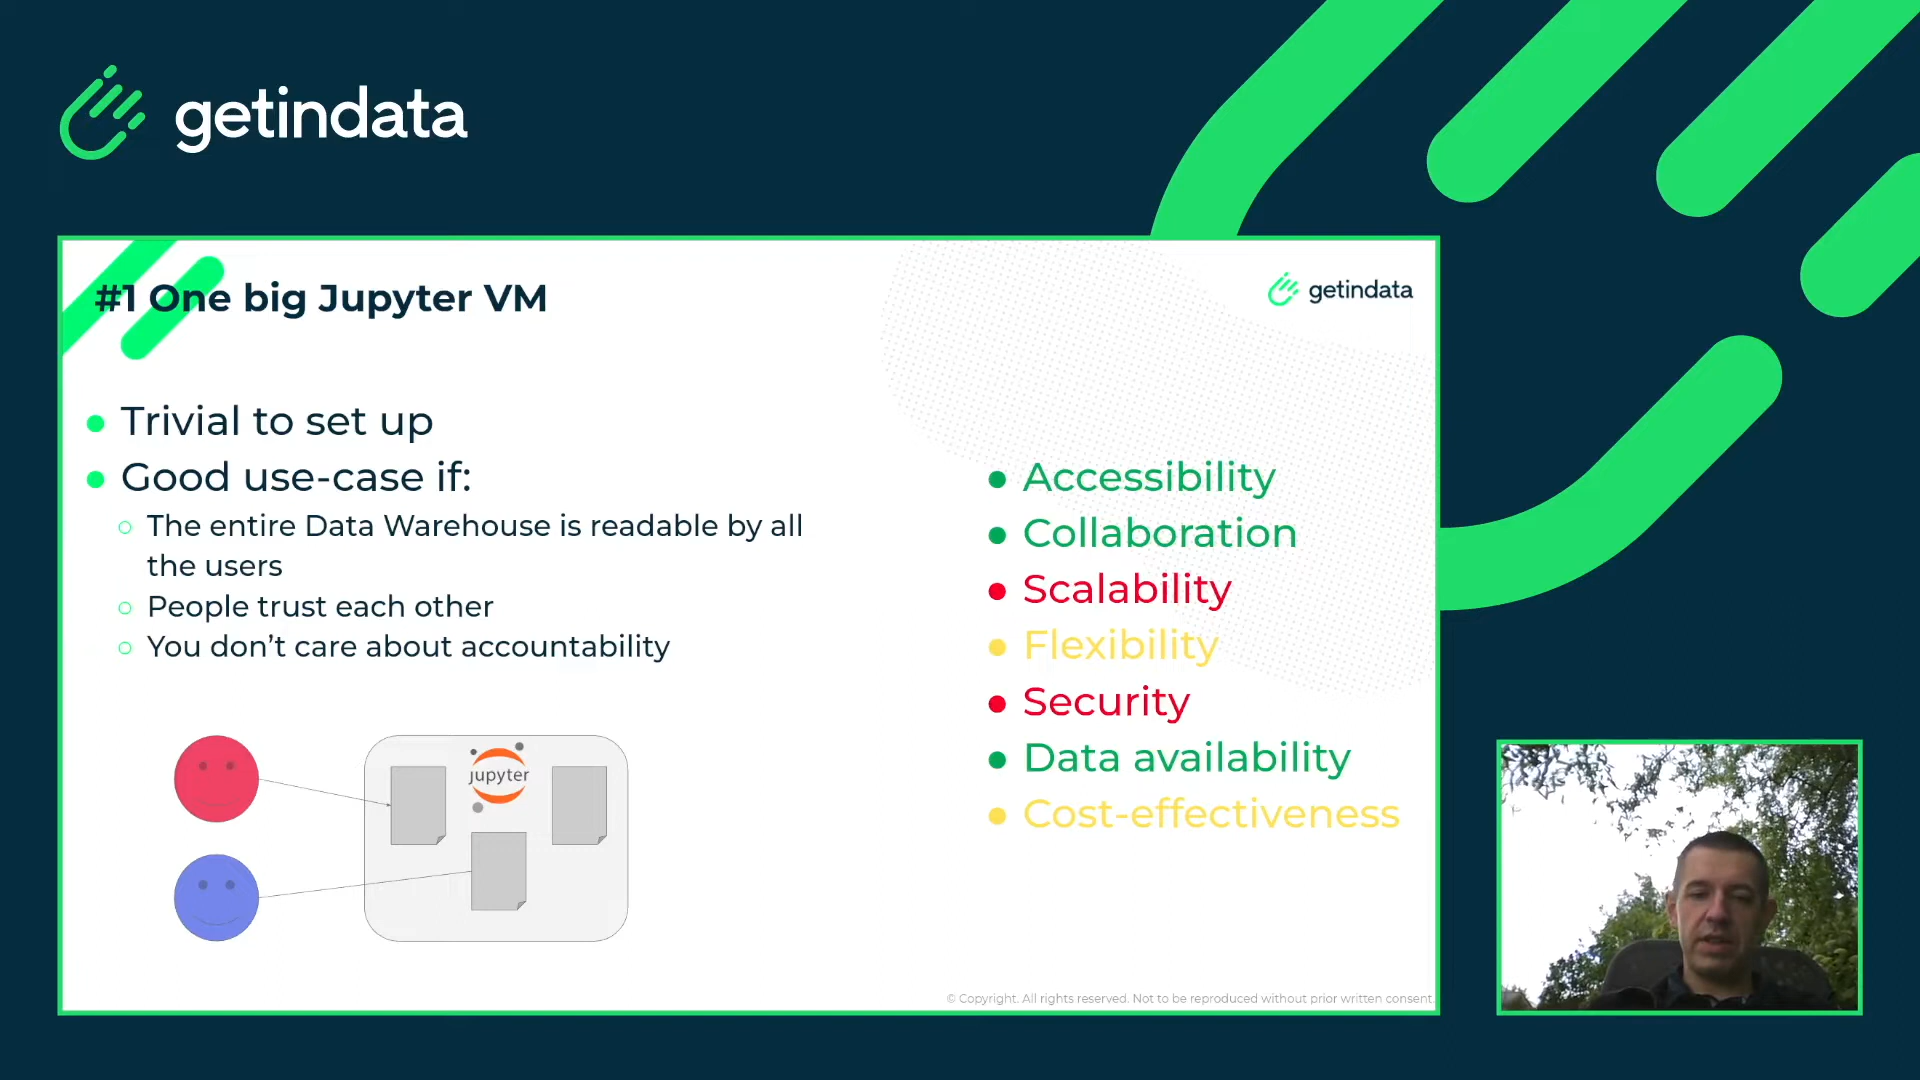 getindata
#1 One big Jupyter VM
getindata
Trivial to set up
Good use-case if:
The entire Data Warehouse is readable by all
the users
People trust each other
You don’t care about accountability
jupyter
Accessibility
Collaboration
Scalability
Flexibility
Security
Data availability
Cost-effectiveness
© Copyright. All rights reserved. Not to be reproduced without prior written consent.